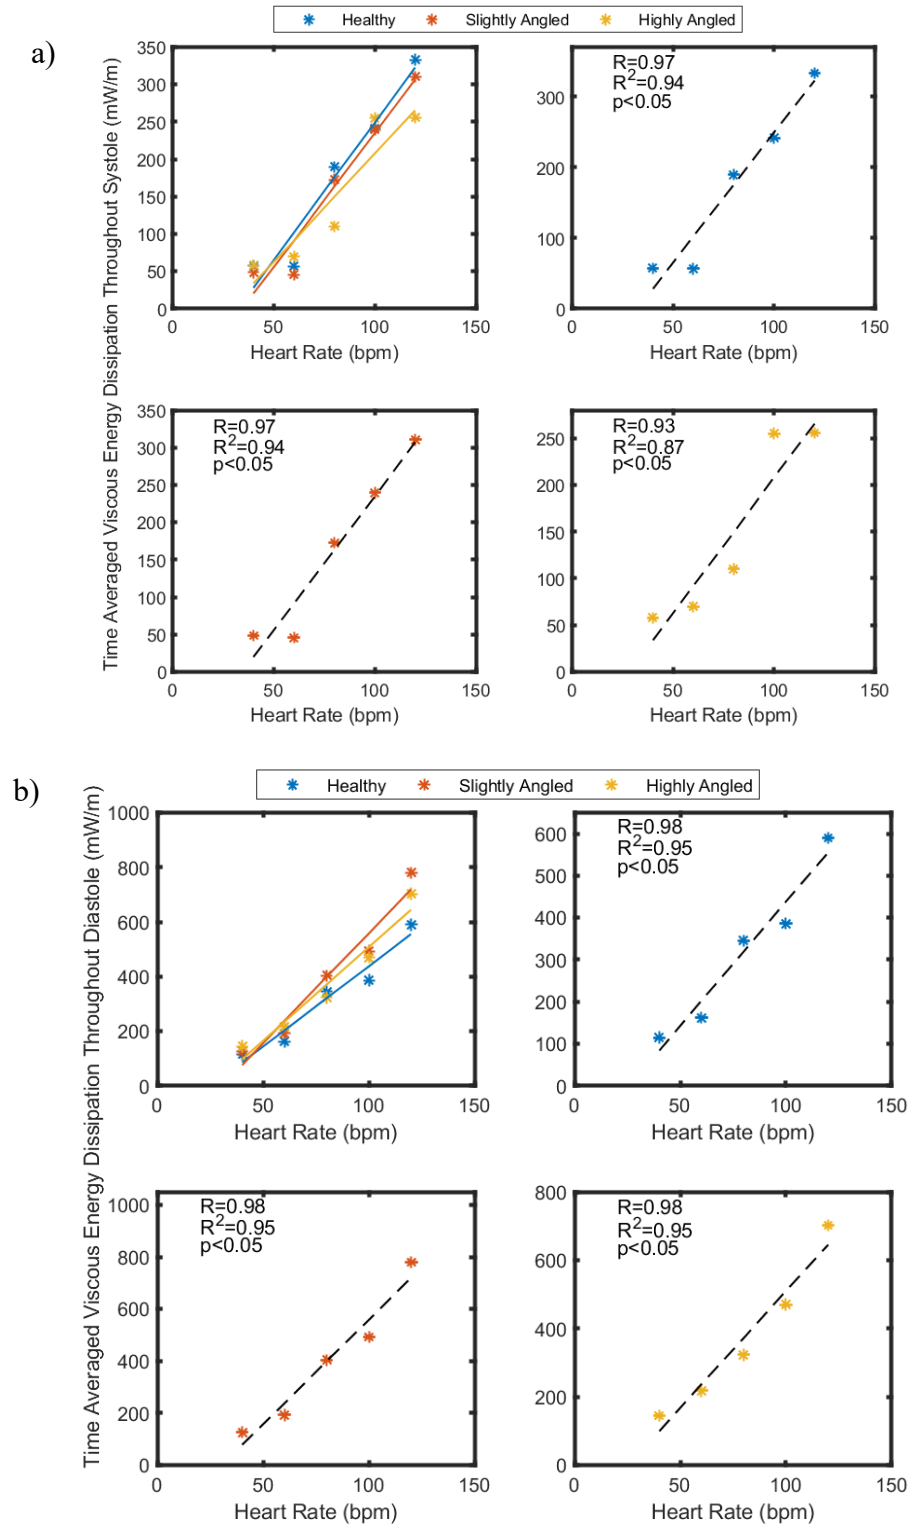 Healthy Slightly Angled Highly Angled
a)
Time Averaged Viscous Energy Dissipation Throughout Systole (mW/m)
350
300
250
200
150
100
50
0
0 50 100 150
Heart Rate (bpm)
R=0.97
R2=0.94
p<0.05
300
200
100
0
0 50 100 150
Heart Rate (bpm)
R=0.97
R2=0.94
p<0.05
350
300
250
200
150
100
50
0
0 50 100 150
Heart Rate (bpm)
R=0.93
R2=0.87
p<0.05
250
200
150
100
50
0
0 50 100 150
Heart Rate (bpm)
b)
Healthy Slightly Angled Highly Angled
Time Averaged Viscous Energy Dissipation Throughout Diastole (mW/m)
1000
800
600
400
200
0
0 50 100 150
Heart Rate (bpm)
R=0.98
R2=0.95
p<0.05
600
500
400
300
200
100
0
0 50 100 150
Heart Rate (bpm)
R=0.98
R2=0.95
p<0.05
1000
800
600
400
200
0
0 50 100 150
Heart Rate (bpm)
R=0.98
R2=0.95
p<0.05
800
600
400
200
0
0 50 100 150
Heart Rate (bpm)